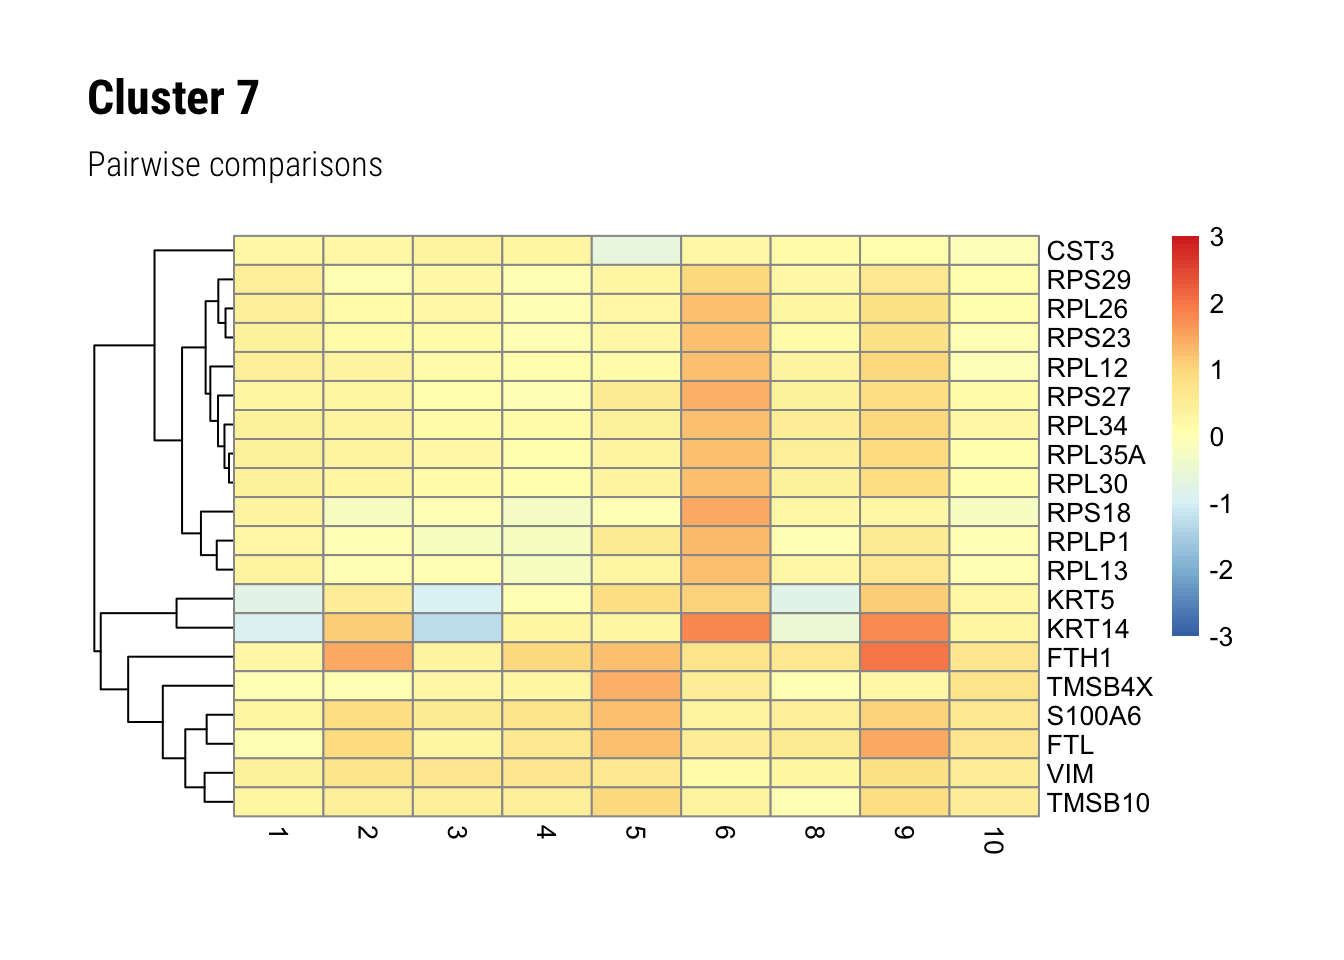 Cluster 7
Pairwise comparisons
CST3
RPS29
RPL26
RPS23
RPL12
RPS27
RPL34
RPL35A
RPL30
RPS18
RPLP1
RPL13
KRT5
KRT14
FTH1
TMSB4X
S100A6
FTL
VIM
TMSB10
3
2
1
0
-1
-2
-3
1 2 3 4 5 6 8 9 10